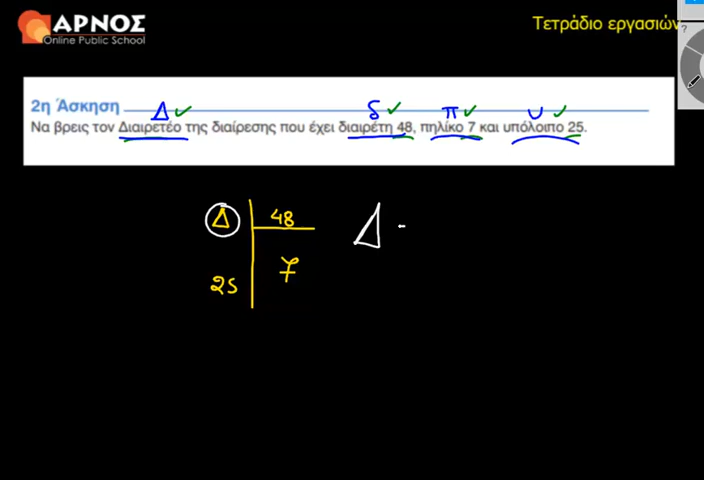 ΑΡΝΟΣ
Online Public School
Τετράδιο εργασιών
?
2η Άσκηση
Δ ✓ δ ✓ π ✓ υ ✓
Να βρεις τον Διαιρετέο της διαίρεσης που έχει διαιρέτη 48, πηλίκο 7 και υπόλοιπο 25.
Δ 48 Δ -
25 7